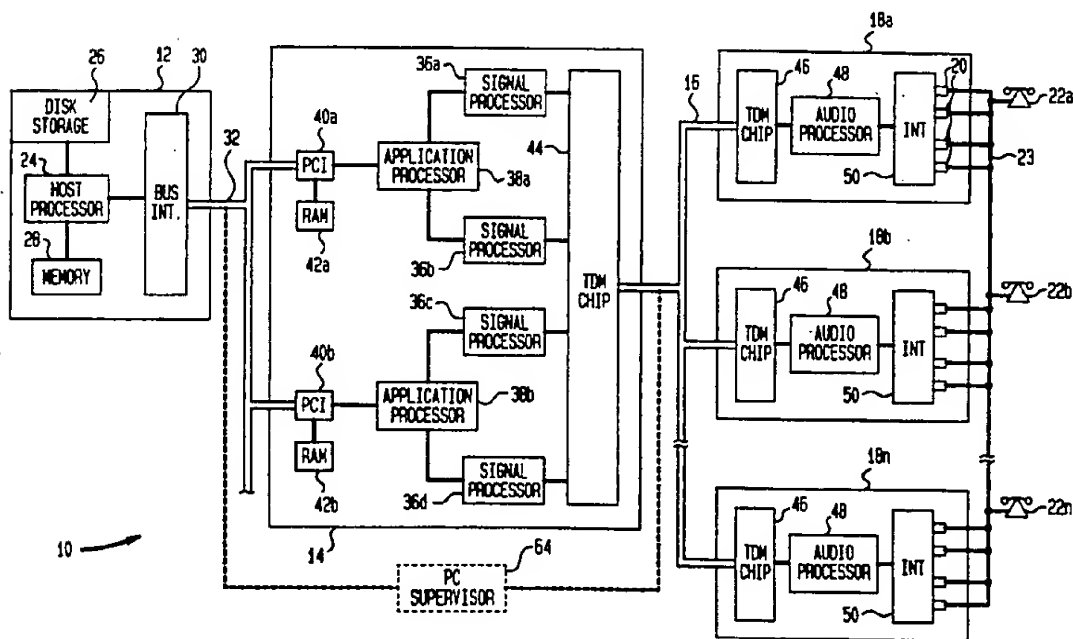 26
12
30
DISK
STORAGE
24
HOST
PROCESSOR
28
MEMORY
BUS
INT.
32
40a
PCI
RAM
42a
36a
SIGNAL
PROCESSOR
APPLICATION
PROCESSOR
38a
SIGNAL
PROCESSOR
36b
44
36c
SIGNAL
PROCESSOR
40b
PCI
RAM
42b
APPLICATION
PROCESSOR
38b
SIGNAL
PROCESSOR
36d
TDM
CHIP
14
10
64
PC
SUPERVISOR
16
18a
46
TDM
CHIP
48
AUDIO
PROCESSOR
INT
50
20
22a
23
18b
46
TDM
CHIP
48
AUDIO
PROCESSOR
INT
50
22b
18n
46
TDM
CHIP
48
AUDIO
PROCESSOR
INT
50
22n